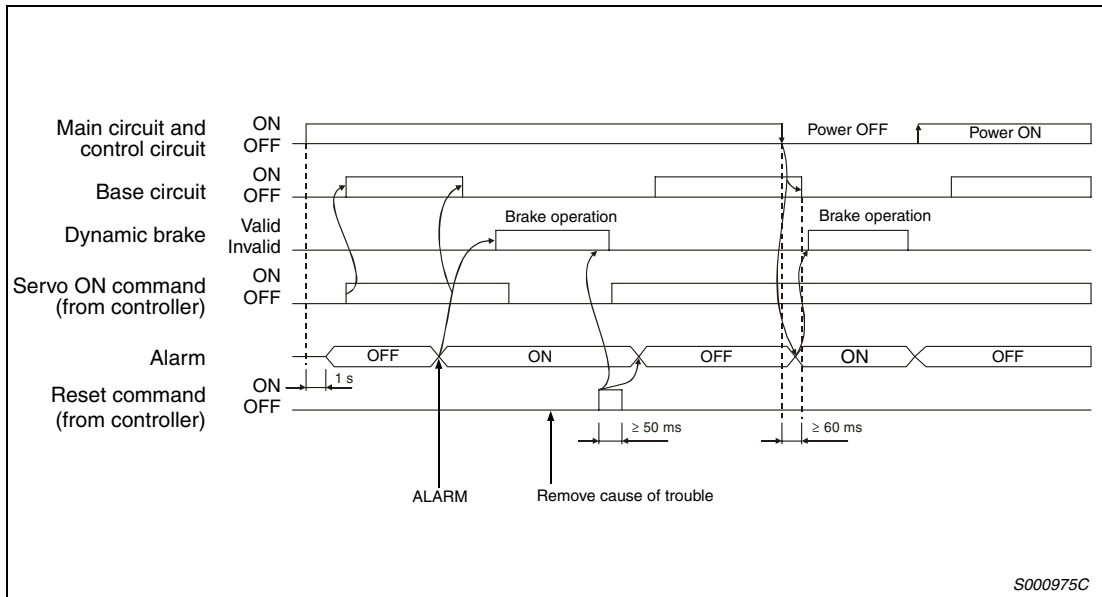 Main circuit and
control circuit
ON
OFF
Power OFF
Power ON
Base circuit
ON
OFF
Dynamic brake
Valid
Invalid
Brake operation
Brake operation
Servo ON command
(from controller)
ON
OFF
Alarm
OFF
ON
OFF
ON
OFF
1 s
Reset command
(from controller)
ON
OFF
≥ 50 ms
≥ 60 ms
ALARM
Remove cause of trouble
S000975C